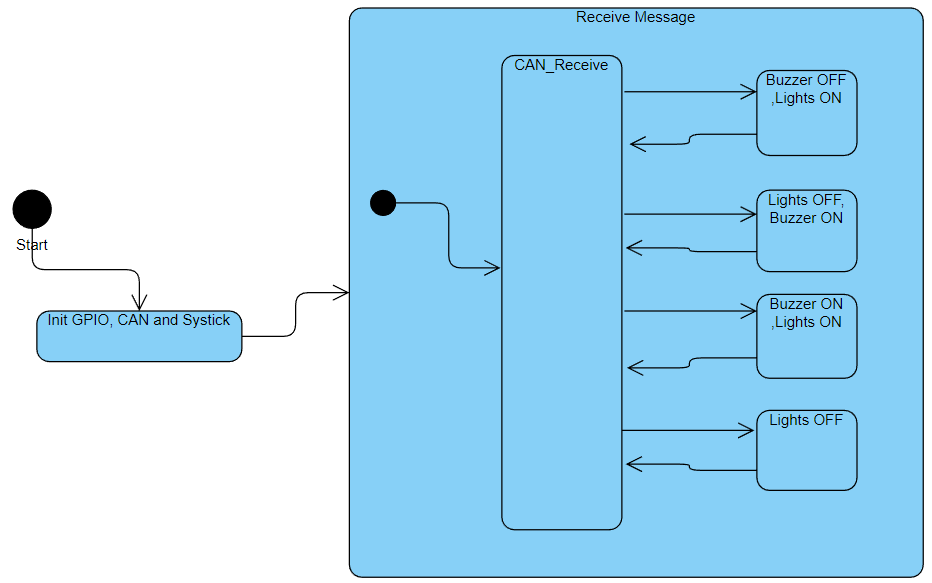 Receive Message
CAN_Receive
Buzzer OFF
,Lights ON
Lights OFF,
Buzzer ON
Start
Buzzer ON
,Lights ON
Init GPIO, CAN and Systick
Lights OFF